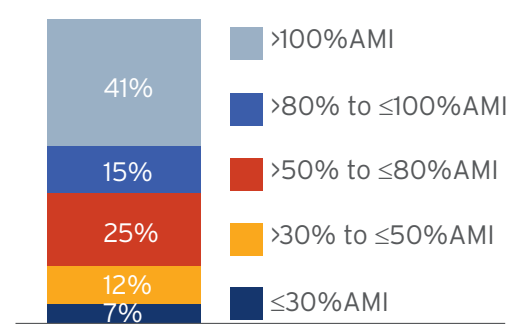 41%
15%
25%
12%
7%
>100%AMI
>80% to ≤100%AMI
>50% to ≤80%AMI
>30% to ≤50%AMI
≤30%AMI